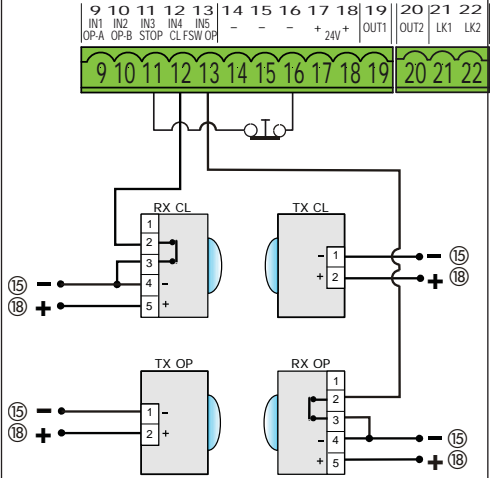 9 10 11 12 13 14 15 16 17 18 19 20 21 22
IN1 IN2 IN3 IN4 IN5 - - - + + OUT1 OUT2 LK1 LK2
OP-A OP-B STOP CL FSW OP 24V
9 10 11 12 13 14 15 16 17 18 19 20 21 22
RX CL
1
2
3
4 -
5 +
⑮ -
⑱ +
TX CL
- 1
+ 2
- ⑮
+ ⑱
TX OP
1 -
2 +
⑮ -
⑱ +
RX OP
1
2
3
- 4
+ 5
- ⑮
+ ⑱